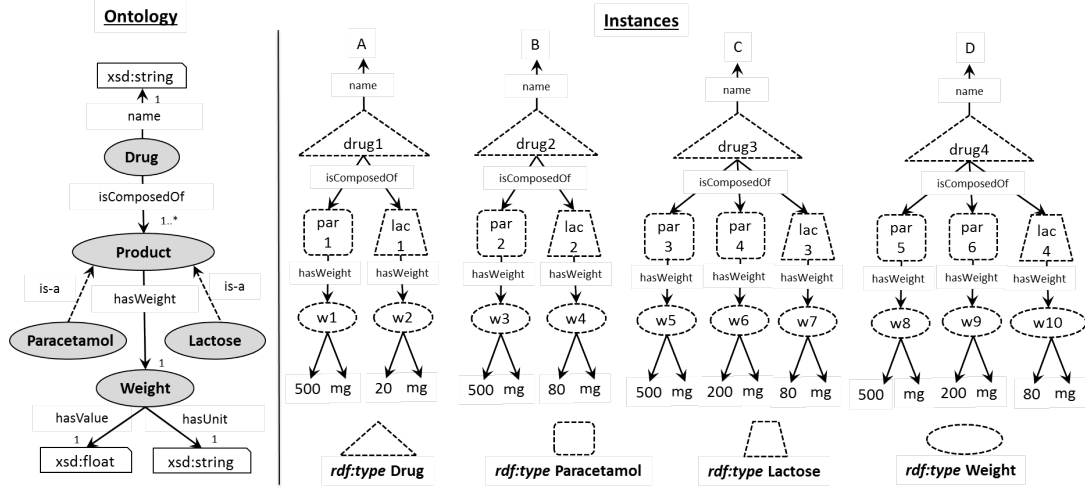 Ontology
xsd:string
1
name
Drug
isComposedOf
1..*
Product
is-a
hasWeight
is-a
Paracetamol
Lactose
1
Weight
hasValue
hasUnit
1
1
xsd:float
xsd:string
Instances
A
B
C
D
name
name
name
name
drug1
drug2
drug3
drug4
isComposedOf
isComposedOf
isComposedOf
isComposedOf
par
1
lac
1
par
2
lac
2
par
3
par
4
lac
3
par
5
par
6
lac
4
hasWeight
hasWeight
hasWeight
hasWeight
hasWeight
hasWeight
hasWeight
hasWeight
hasWeight
hasWeight
w1
w2
w3
w4
w5
w6
w7
w8
w9
w10
500 mg
20 mg
500 mg
80 mg
500 mg
200 mg
80 mg
500 mg
200 mg
80 mg
rdf:type Drug
rdf:type Paracetamol
rdf:type Lactose
rdf:type Weight